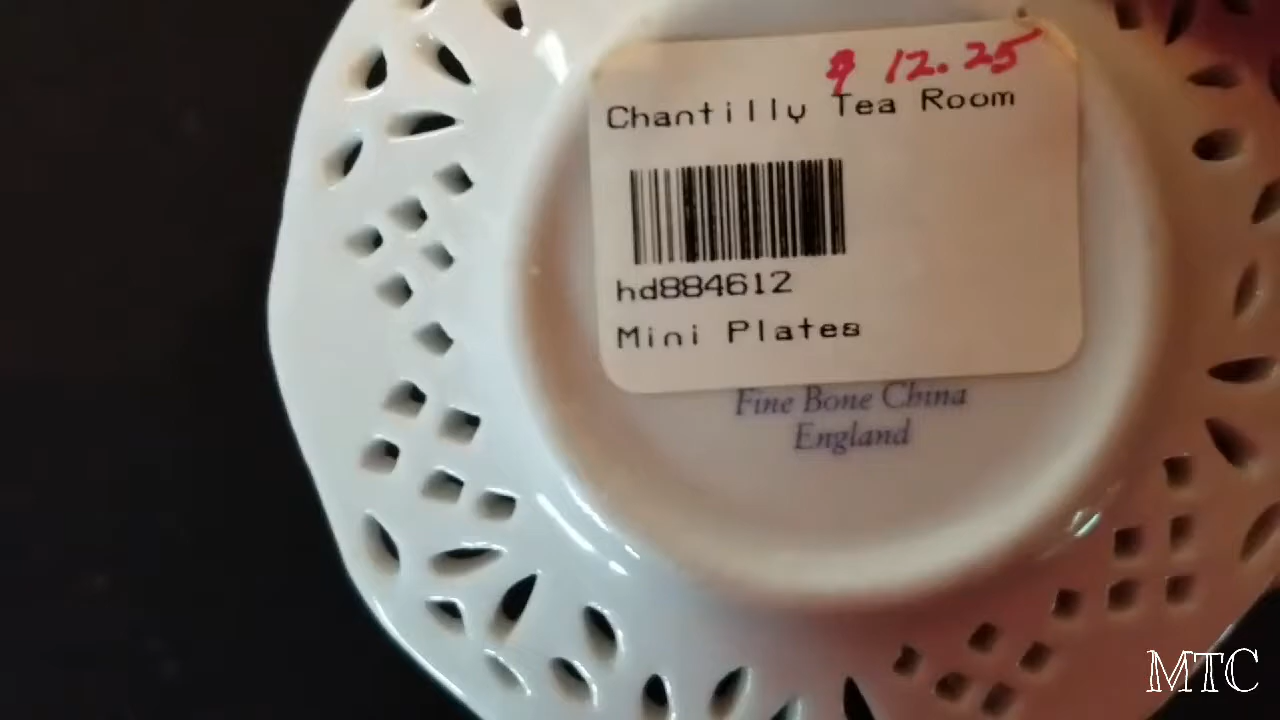 $ 12.25
Chantilly Tea Room
hd884612
Mini Plates
Fine Bone China
England
MTC